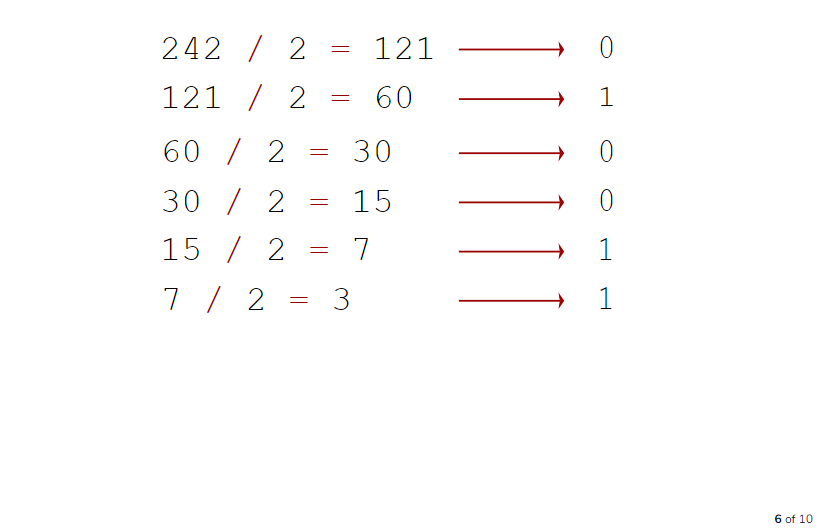 242 / 2 = 121 ⟶ 0
121 / 2 = 60 ⟶ 1
60 / 2 = 30 ⟶ 0
30 / 2 = 15 ⟶ 0
15 / 2 = 7 ⟶ 1
7 / 2 = 3 ⟶ 1
6 of 10